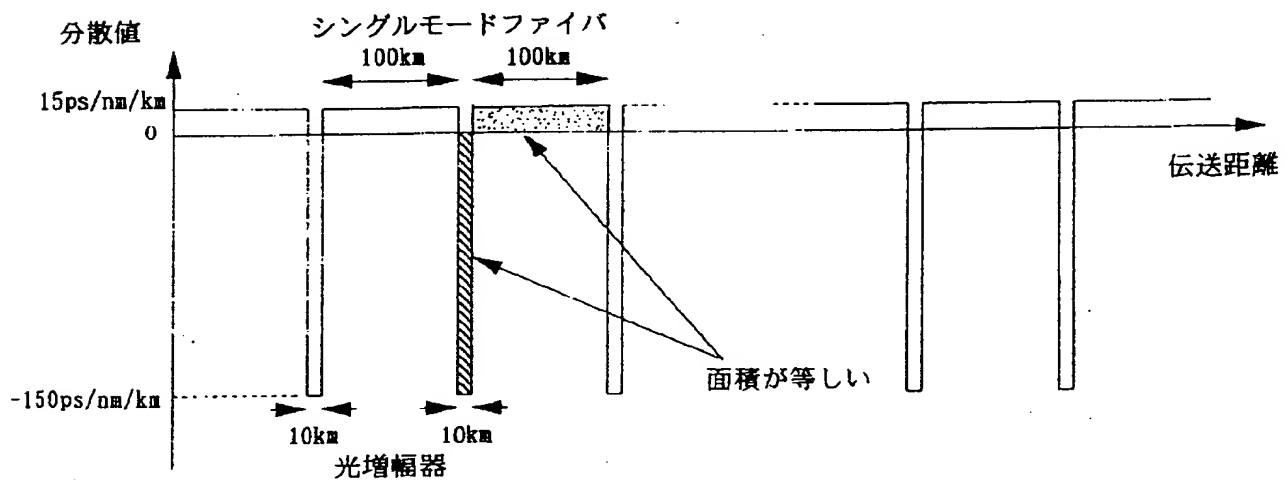 分散値
シングルモードファイバ
100km
100km
15ps/nm/km
0
伝送距離
面積が等しい
-150ps/nm/km
10km
10km
光増幅器